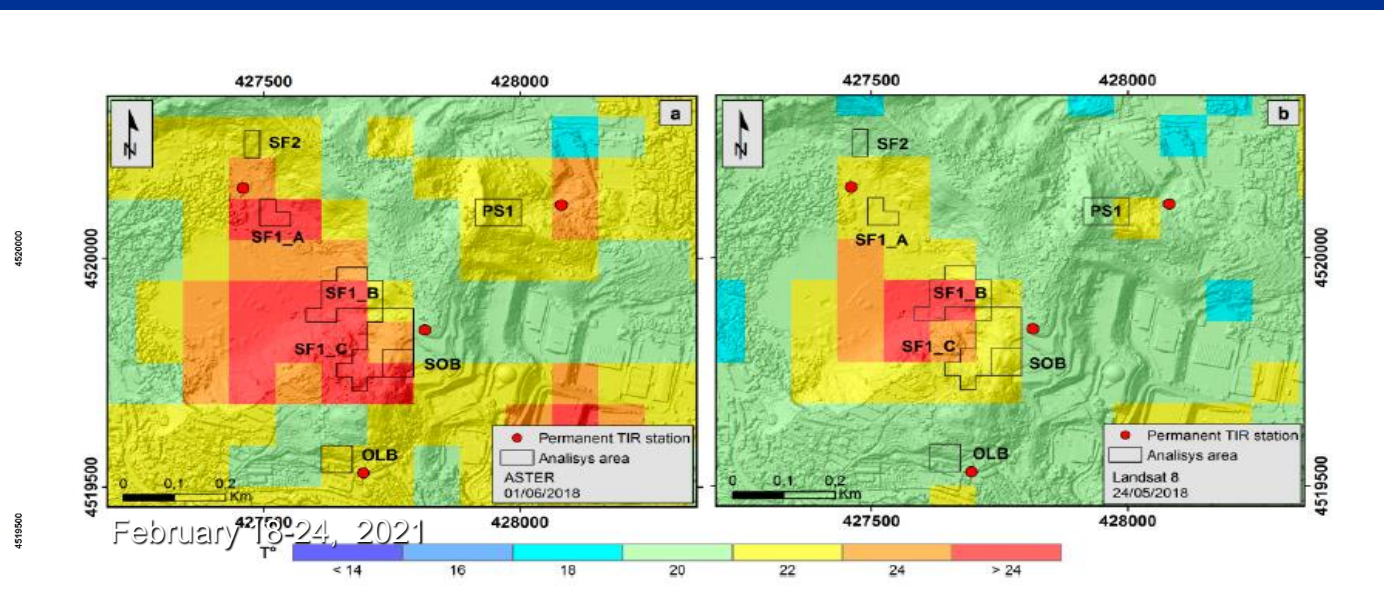 427500 428000
427500 428000
a
b
N
N
SF2
SF2
PS1
PS1
SF1_A
SF1_A
4520000
4520000
4520000
SF1_B
SF1_B
SF1_C
SF1_C
SOB
SOB
Permanent TIR station
Permanent TIR station
OLB
OLB
Analisys area
Analisys area
ASTER
Landsat 8
01/06/2018
24/05/2018
0 0,1 0,2
Km
0 0,1 0,2
Km
4519500
4519500
4519500
427500 428000
427500 428000
February 18-24, 2021
T°
< 14 16 18 20 22 24 > 24